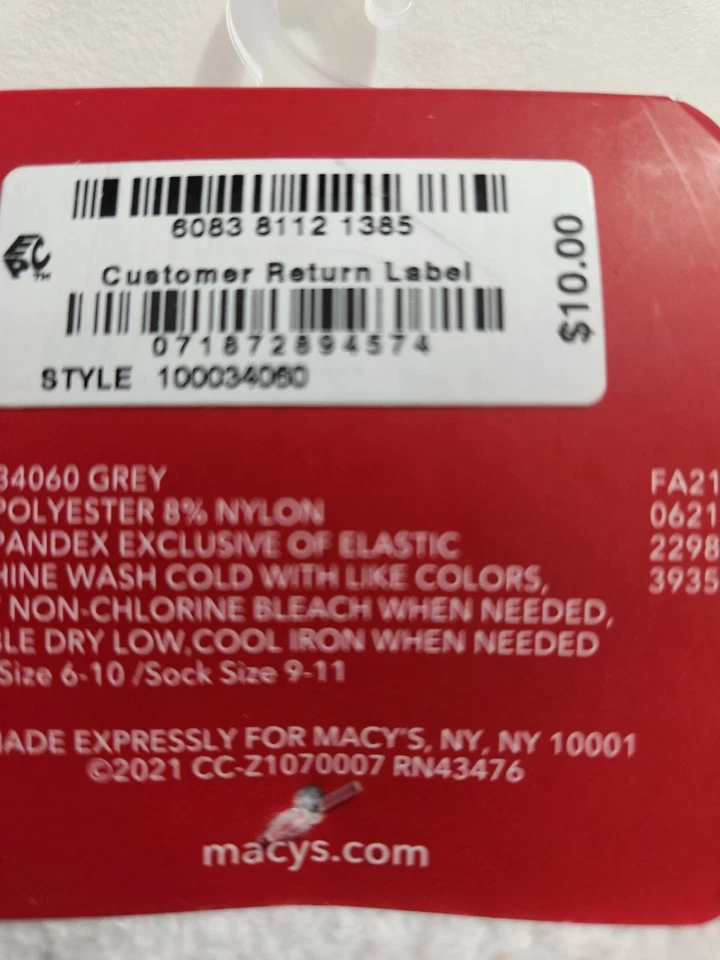 6083 8112 1385
EPC™
Customer Return Label
071872894574
STYLE 100034060
$10.00
34060 GREY
POLYESTER 8% NYLON
PANDEX EXCLUSIVE OF ELASTIC
HINE WASH COLD WITH LIKE COLORS,
NON-CHLORINE BLEACH WHEN NEEDED,
LE DRY LOW, COOL IRON WHEN NEEDED
Size 6-10 /Sock Size 9-11
FA21
0621
2298
3935
ADE EXPRESSLY FOR MACY'S, NY, NY 10001
©2021 CC-Z1070007 RN43476
macys.com